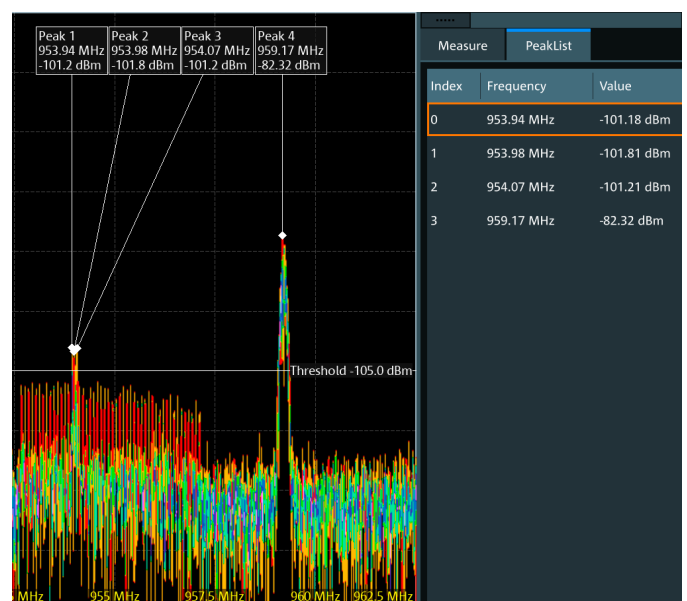 Peak 1
953.94 MHz
-101.2 dBm
Peak 2
953.98 MHz
-101.8 dBm
Peak 3
954.07 MHz
-101.2 dBm
Peak 4
959.17 MHz
-82.32 dBm
Threshold -105.0 dBm
MHz
955 MHz
957.5 MHz
960 MHz
962.5 MHz
Measure PeakList
Index Frequency Value
0 953.94 MHz -101.18 dBm
1 953.98 MHz -101.81 dBm
2 954.07 MHz -101.21 dBm
3 959.17 MHz -82.32 dBm